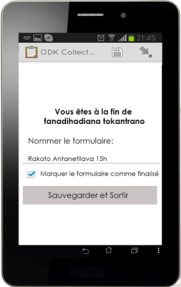 21:45
ODK Collect...
Vous êtes à la fin de
fanadihadiana tokantrano
Nommer le formulaire:
Rakoto Antanetilava 15h
Marquer le formulaire comme finalisé
Sauvegarder et Sortir